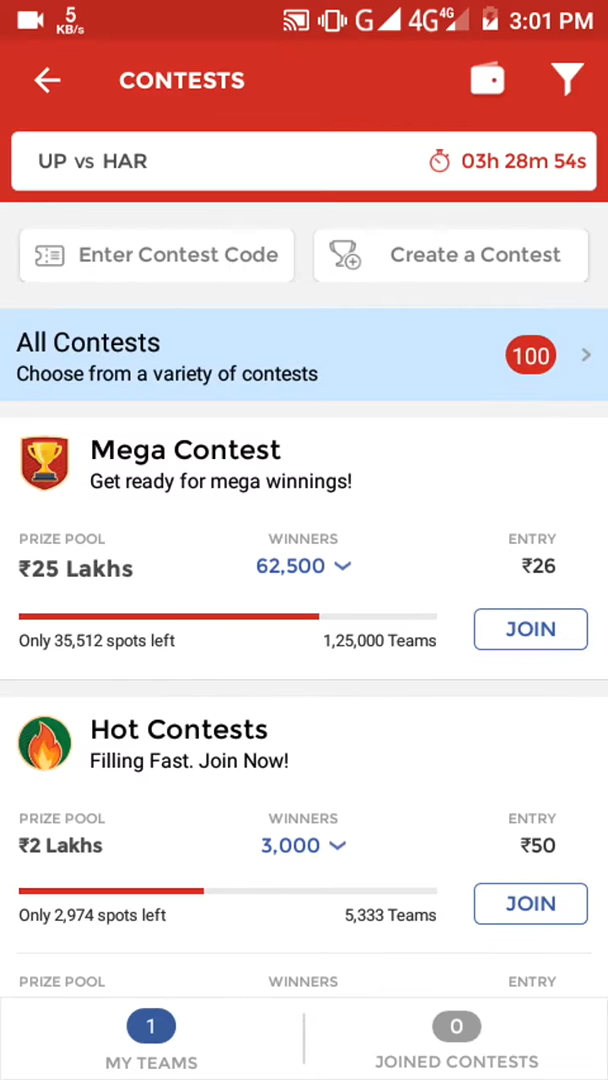 5
KB/s
G
4G 4G
3:01 PM
CONTESTS
UP vs HAR
03h 28m 54s
Enter Contest Code
Create a Contest
All Contests
Choose from a variety of contests
100
Mega Contest
Get ready for mega winnings!
PRIZE POOL WINNERS ENTRY
₹25 Lakhs 62,500 ₹26
Only 35,512 spots left 1,25,000 Teams
JOIN
Hot Contests
Filling Fast. Join Now!
PRIZE POOL WINNERS ENTRY
₹2 Lakhs 3,000 ₹50
Only 2,974 spots left 5,333 Teams
JOIN
PRIZE POOL WINNERS ENTRY
1
MY TEAMS
0
JOINED CONTESTS